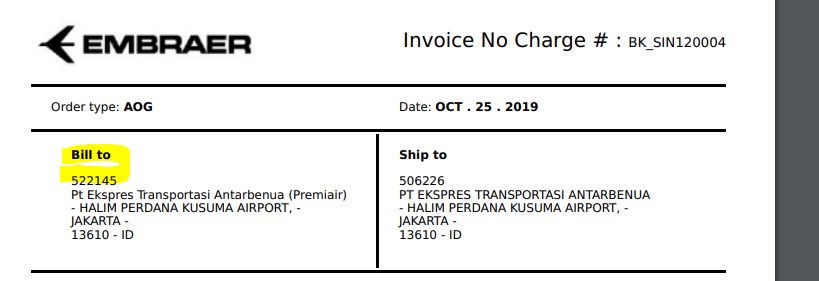 EMBRAER
Invoice No Charge # : BK_SIN120004
Order type: AOG
Date: OCT . 25 . 2019
Bill to
522145
Pt Ekspres Transportasi Antarbenua (Premiair)
- HALIM PERDANA KUSUMA AIRPORT, -
JAKARTA -
13610 - ID
Ship to
506226
PT EKSPRES TRANSPORTASI ANTARBENUA
- HALIM PERDANA KUSUMA AIRPORT, -
JAKARTA -
13610 - ID